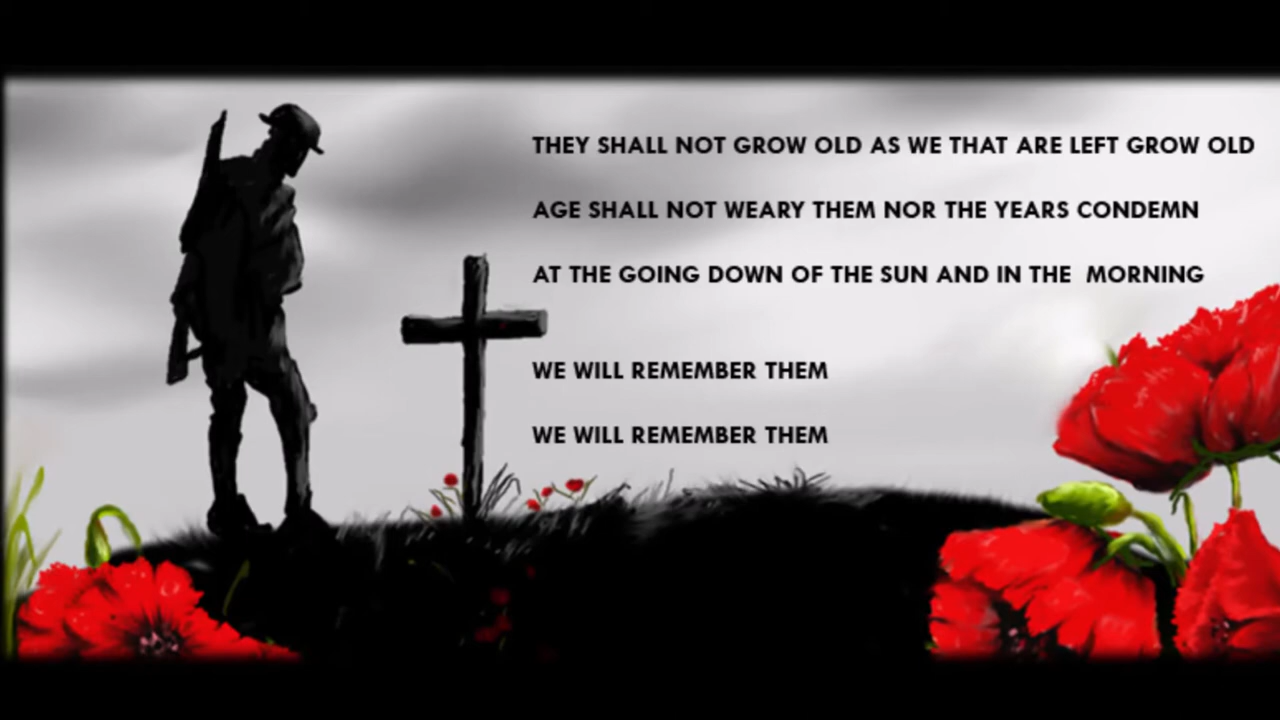 THEY SHALL NOT GROW OLD AS WE THAT ARE LEFT GROW OLD
AGE SHALL NOT WEARY THEM NOR THE YEARS CONDEMN
AT THE GOING DOWN OF THE SUN AND IN THE MORNING
WE WILL REMEMBER THEM
WE WILL REMEMBER THEM